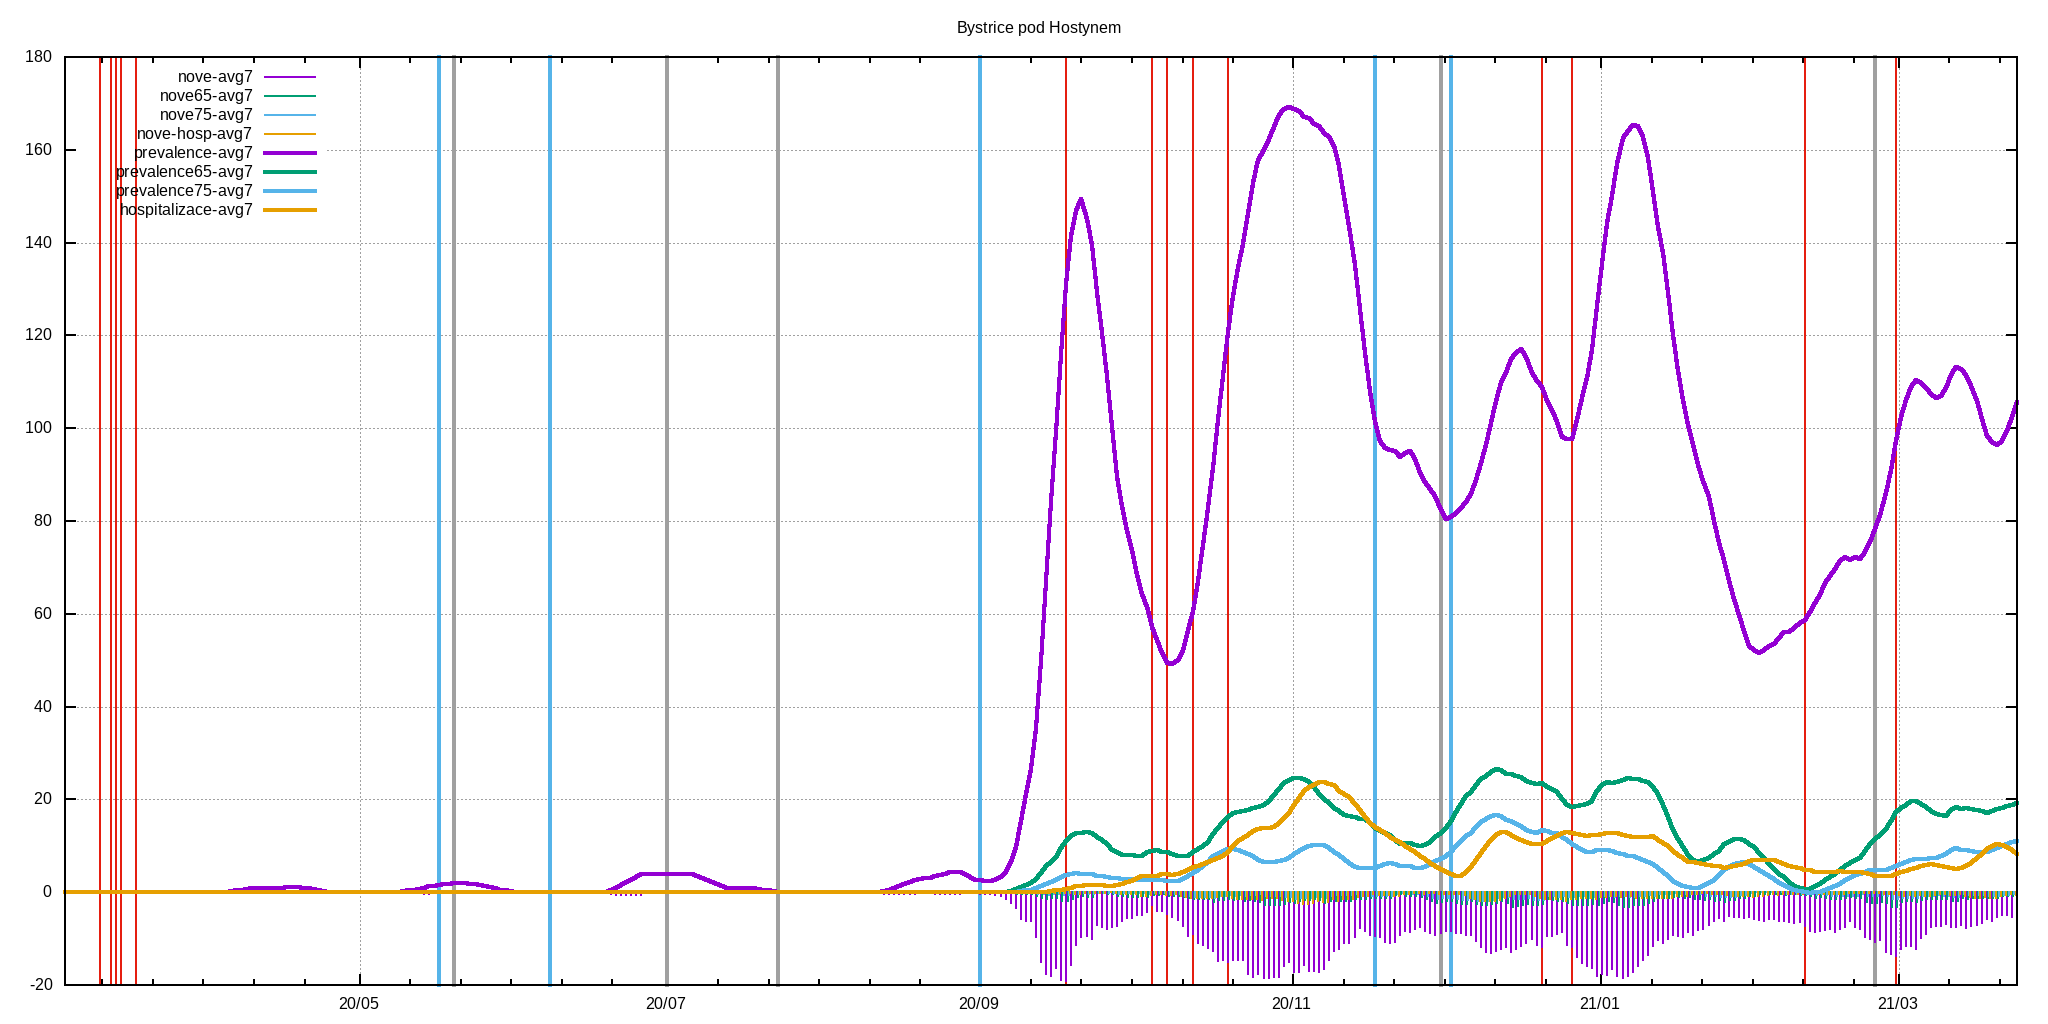 Bystrice pod Hostynem
180
160
140
120
100
80
60
40
20
0
-20
nove-avg7
nove65-avg7
nove75-avg7
nove-hosp-avg7
prevalence-avg7
prevalence65-avg7
prevalence75-avg7
hospitalizace-avg7
20/05 20/07 20/09 20/11 21/01 21/03